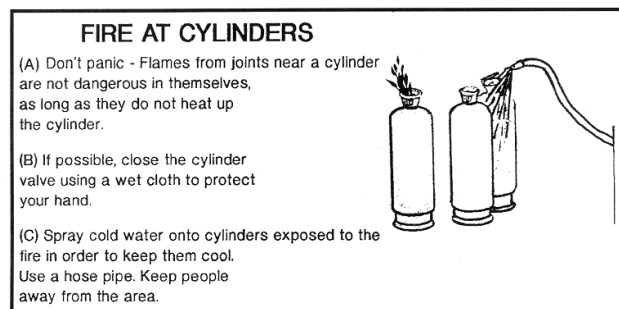 FIRE AT CYLINDERS
(A) Don't panic - Flames from joints near a cylinder
are not dangerous in themselves,
as long as they do not heat up
the cylinder.
(B) If possible, close the cylinder
valve using a wet cloth to protect
your hand.
(C) Spray cold water onto cylinders exposed to the
fire in order to keep them cool.
Use a hose pipe. Keep people
away from the area.